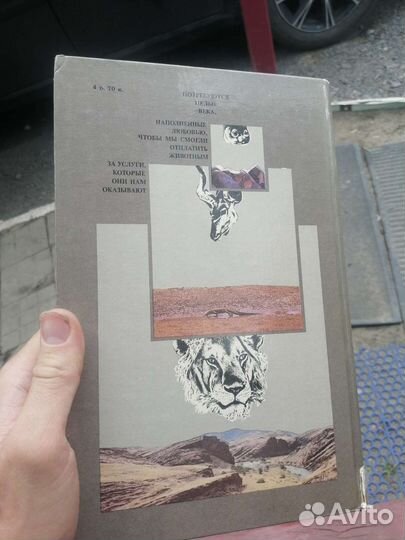 4 р. 70 к.
ПОТРЕБУЮТСЯ
ЦЕЛЫЕ
ВЕКА,
НАПОЛНЕННЫЕ
ЛЮБОВЬЮ,
ЧТОБЫ МЫ СМОГЛИ
ОТПЛАТИТЬ
ЖИВОТНЫМ
ЗА УСЛУГИ,
КОТОРЫЕ
ОНИ НАМ
ОКАЗЫВАЮТ
Avito